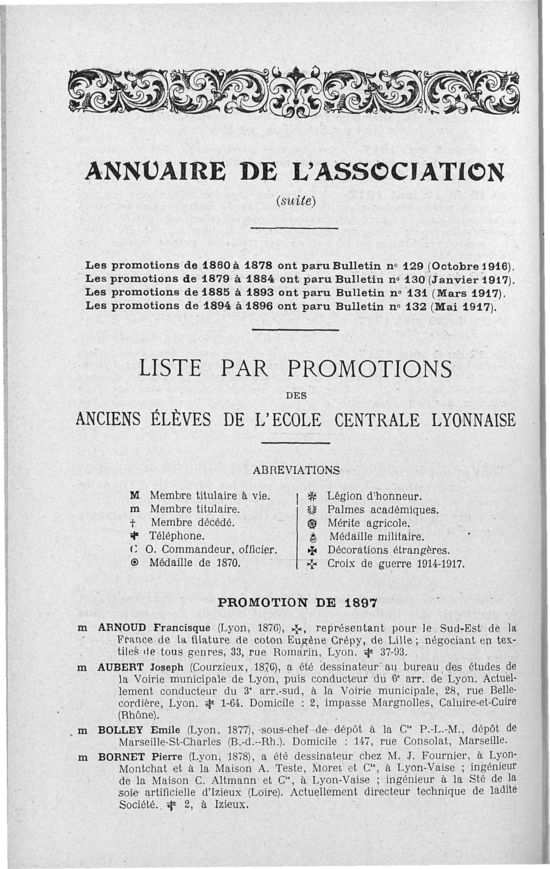 ANNUAIRE DE L'ASSOCIATION
(suite)
Les promotions de 1860 à 1878 ont paru Bulletin n° 129 (Octobre 1916).
Les promotions de 1879 à 1884 ont paru Bulletin n° 130 (Janvier 1917).
Les promotions de 1885 à 1893 ont paru Bulletin n° 131 (Mars 1917).
Les promotions de 1894 à 1896 ont paru Bulletin n° 132 (Mai 1917).
LISTE PAR PROMOTIONS
DES
ANCIENS ÉLÈVES DE L'ECOLE CENTRALE LYONNAISE
ABREVIATIONS
M Membre titulaire à vie.
m Membre titulaire.
† Membre décédé.
Téléphone.
C O. Commandeur, officier.
Médaille de 1870.
Légion d'honneur.
Palmes académiques.
Mérite agricole.
Médaille militaire.
Décorations étrangères.
Croix de guerre 1914-1917.
PROMOTION DE 1897
m ARNOUD Francisque (Lyon, 1876), représentant pour le Sud-Est de la
France de la filature de coton Eugène Crépy, de Lille ; négociant en tex-
tiles de tous genres, 33, rue Romarin, Lyon. 37-93.
m AUBERT Joseph (Courzieux, 1876), a été dessinateur au bureau des études de
la Voirie municipale de Lyon, puis conducteur du 6e arr. de Lyon. Actuel-
lement conducteur du 3e arr.-sud, à la Voirie municipale, 28, rue Belle-
cordière, Lyon. 1-64. Domicile : 2, impasse Margnolles, Caluire-et-Cuire
(Rhône).
m BOLLEY Emile (Lyon, 1877), sous-chef de dépôt à la Cie P.-L.-M., dépôt de
Marseille-St-Charles (B.-d.-Rh.). Domicile : 147, rue Consolat, Marseille.
m BORNET Pierre (Lyon, 1878), a été dessinateur chez M. J. Fournier, à Lyon-
Montchat et à la Maison A. Teste, Moret et Cie, à Lyon-Vaise ; ingénieur
de la Maison C. Altmann et Cie, à Lyon-Vaise ; ingénieur à la Sté de la
soie artificielle d'Izieux (Loire). Actuellement directeur technique de ladite
Société. 2, à Izieux.